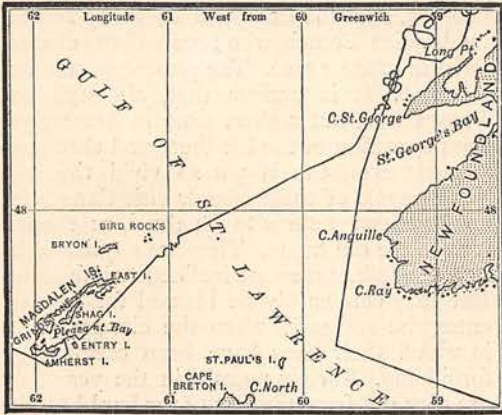 62 Longitude 61 West from 60 Greenwich 59
Long Pt.
GULF OF ST. LAWRENCE
C.St.George
St.George's Bay
NEWFOUNDLAND
48 48
BIRD ROCKS
BRYON I.
C.Anguille
MAGDALEN IS.
EAST I.
C.Ray
GRINDSTONE
SHAG I.
Pleasant Bay
ENTRY I.
AMHERST I.
ST.PAUL'S I.
CAPE
BRETON I.
C.North
62 61 60 59